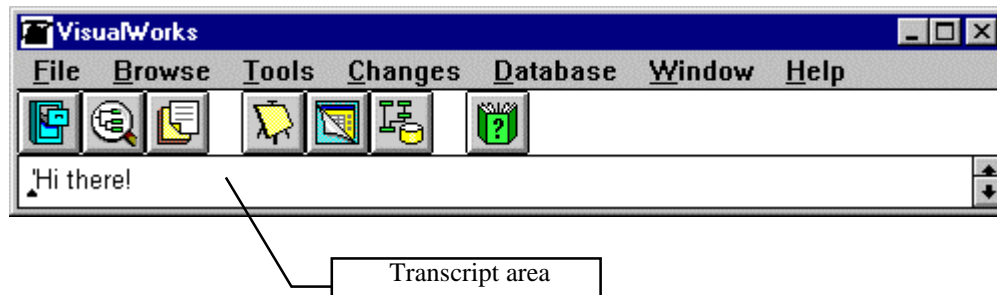 VisualWorks
File Browse Tools Changes Database Window Help
?
'Hi there!
Transcript area